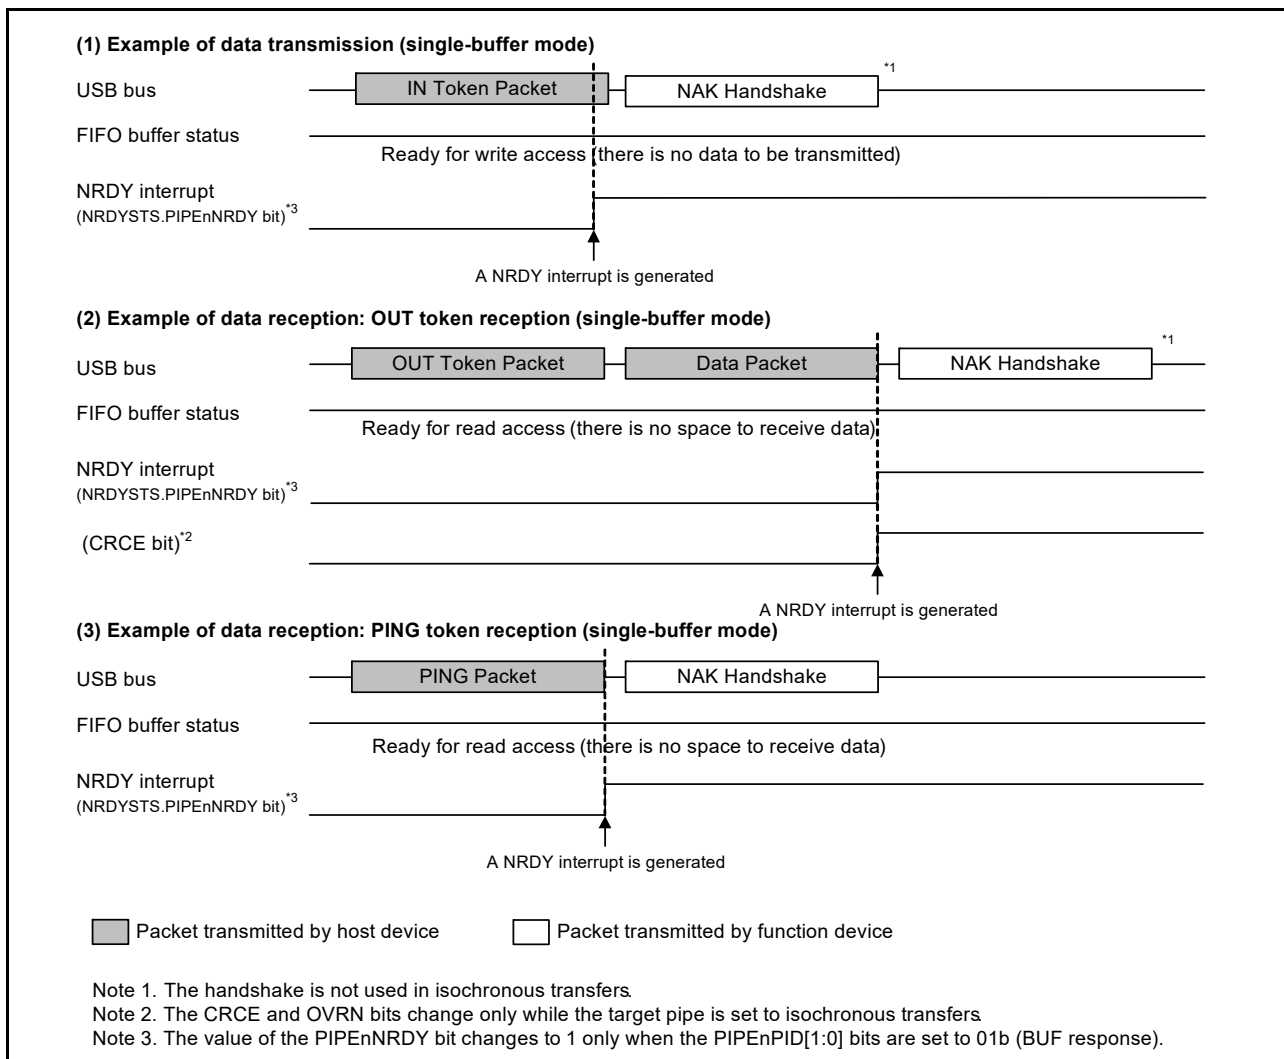 (1) Example of data transmission (single-buffer mode)
USB bus
IN Token Packet
NAK Handshake
*1
FIFO buffer status
Ready for write access (there is no data to be transmitted)
NRDY interrupt
(NRDYSTS.PIPEnNRDY bit)*3
A NRDY interrupt is generated
(2) Example of data reception: OUT token reception (single-buffer mode)
USB bus
OUT Token Packet
Data Packet
NAK Handshake
*1
FIFO buffer status
Ready for read access (there is no space to receive data)
NRDY interrupt
(NRDYSTS.PIPEnNRDY bit)*3
(CRCE bit)*2
A NRDY interrupt is generated
(3) Example of data reception: PING token reception (single-buffer mode)
USB bus
PING Packet
NAK Handshake
FIFO buffer status
Ready for read access (there is no space to receive data)
NRDY interrupt
(NRDYSTS.PIPEnNRDY bit)*3
A NRDY interrupt is generated
Packet transmitted by host device
Packet transmitted by function device
Note 1. The handshake is not used in isochronous transfers.
Note 2. The CRCE and OVRN bits change only while the target pipe is set to isochronous transfers.
Note 3. The value of the PIPEnNRDY bit changes to 1 only when the PIPEnPID[1:0] bits are set to 01b (BUF response).